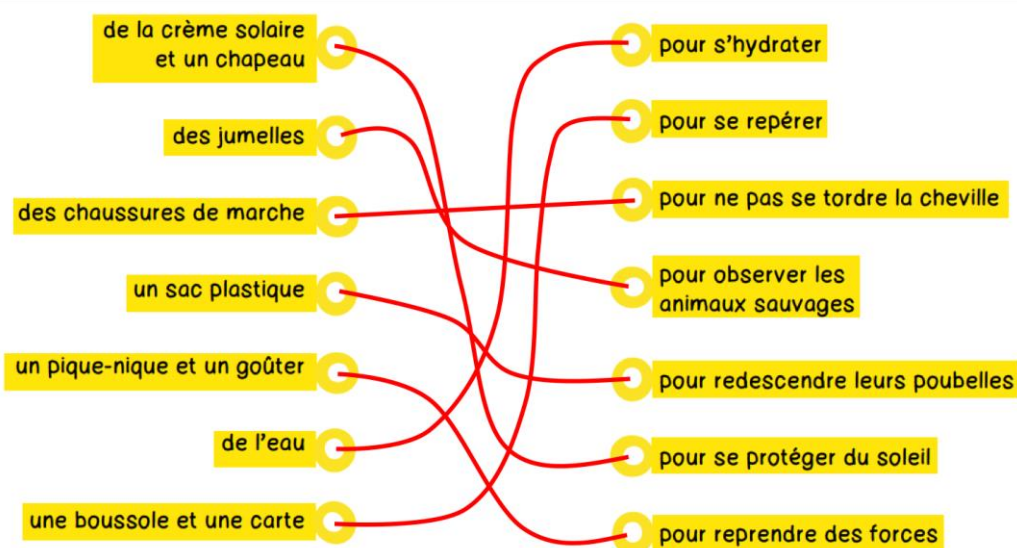 de la crème solaire
et un chapeau
des jumelles
des chaussures de marche
un sac plastique
un pique-nique et un goûter
de l'eau
une boussole et une carte
pour s'hydrater
pour se repérer
pour ne pas se tordre la cheville
pour observer les
animaux sauvages
pour redescendre leurs poubelles
pour se protéger du soleil
pour reprendre des forces